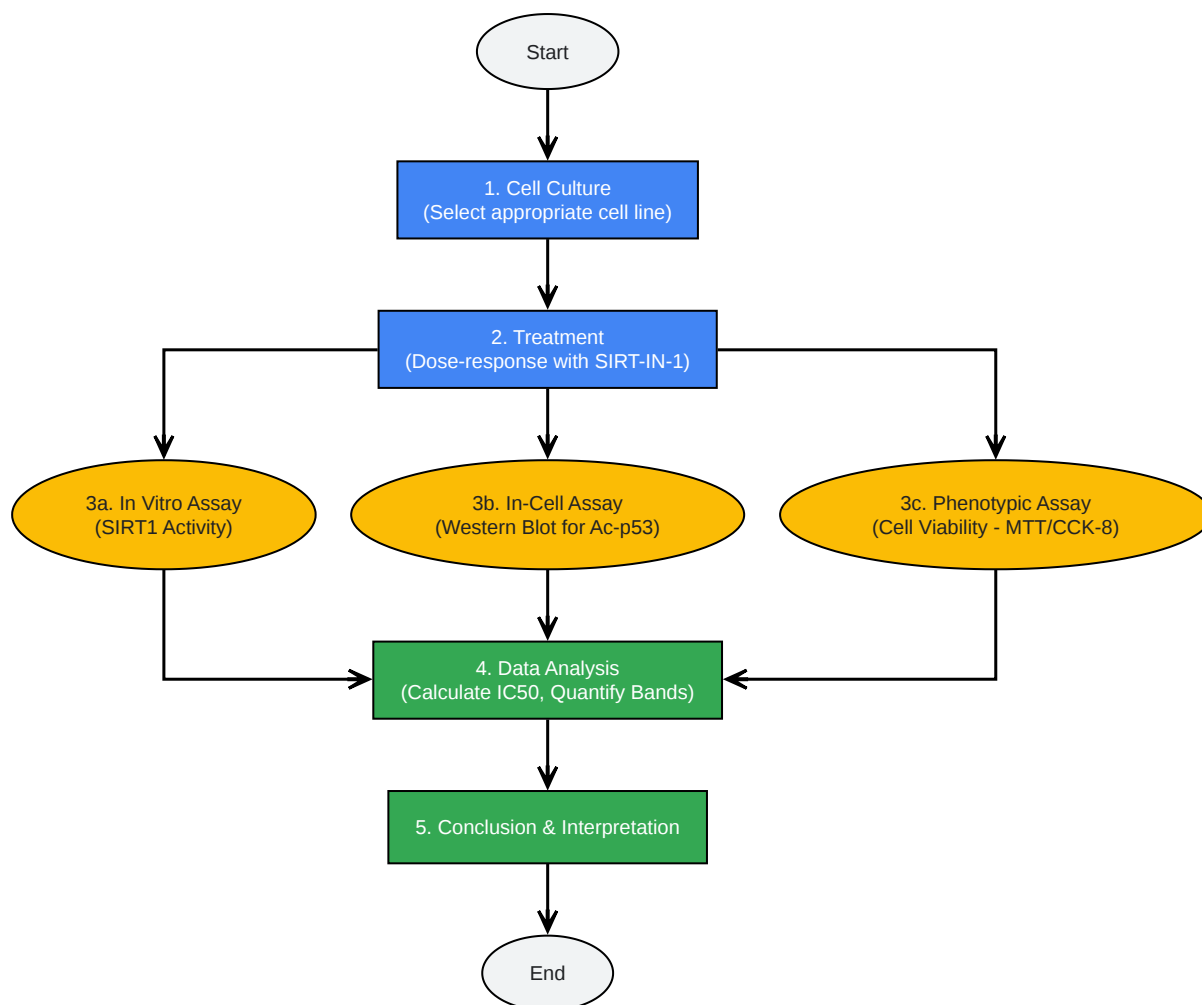 Start
1. Cell Culture
(Select appropriate cell line)
2. Treatment
(Dose-response with SIRT-IN-1)
3a. In Vitro Assay
(SIRT1 Activity)
3b. In-Cell Assay
(Western Blot for Ac-p53)
3c. Phenotypic Assay
(Cell Viability - MTT/CCK-8)
4. Data Analysis
(Calculate IC50, Quantify Bands)
5. Conclusion & Interpretation
End